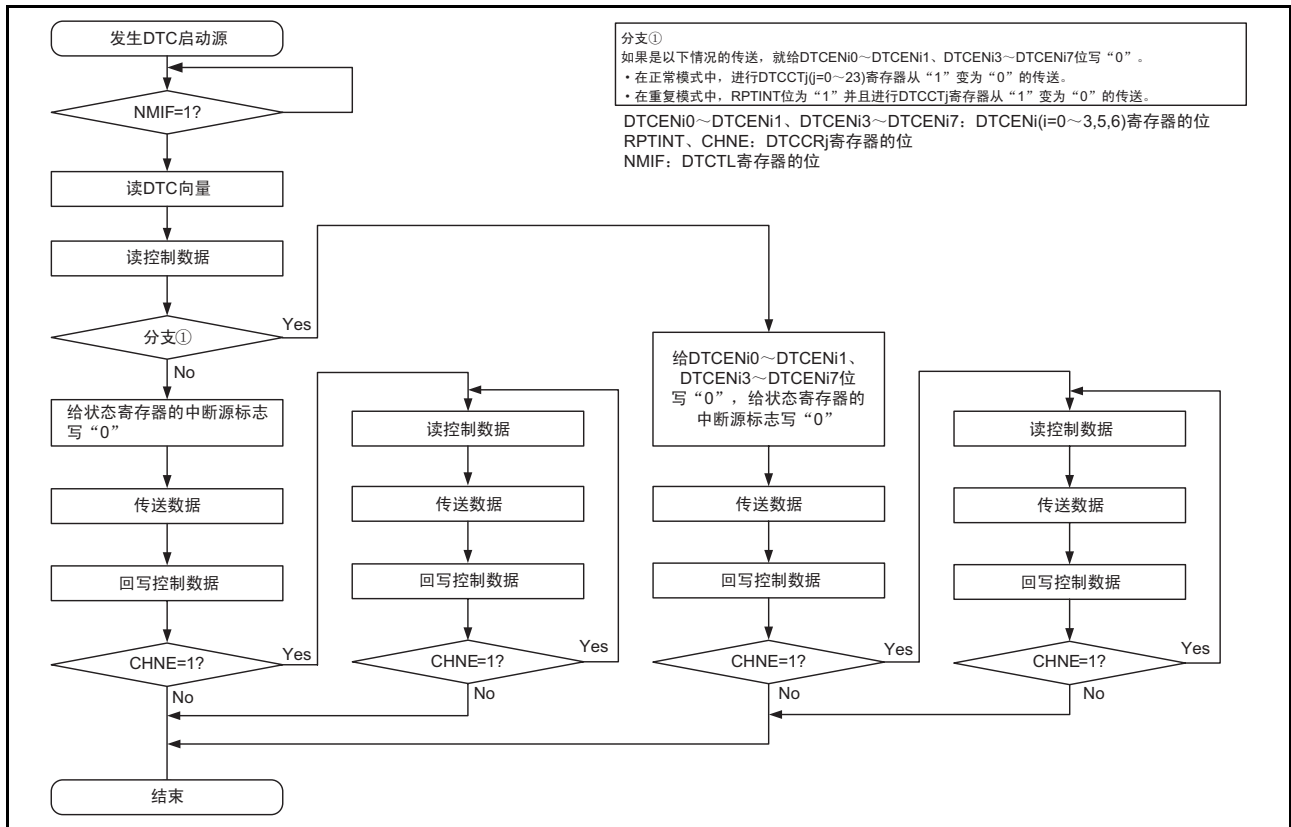 发生DTC启动源
NMIF=1?
读DTC向量
读控制数据
分支①
Yes
No
给状态寄存器的中断源标志
写“0”
传送数据
回写控制数据
CHNE=1?
Yes
No
读控制数据
传送数据
回写控制数据
CHNE=1?
Yes
No
给DTCENi0～DTCENi1、
DTCENi3～DTCENi7位
写“0”，给状态寄存器的
中断源标志写“0”
传送数据
回写控制数据
CHNE=1?
Yes
No
读控制数据
传送数据
回写控制数据
CHNE=1?
Yes
No
结束
分支①
如果是以下情况的传送，就给DTCENi0～DTCENi1、DTCENi3～DTCENi7位写“0”。
・在正常模式中，进行DTCCTj(j=0～23)寄存器从“1”变为“0”的传送。
・在重复模式中，RPTINT位为“1”并且进行DTCCTj寄存器从“1”变为“0”的传送。
DTCENi0～DTCENi1、DTCENi3～DTCENi7：DTCENi(i=0～3,5,6)寄存器的位
RPTINT、CHNE：DTCCRj寄存器的位
NMIF：DTCTL寄存器的位